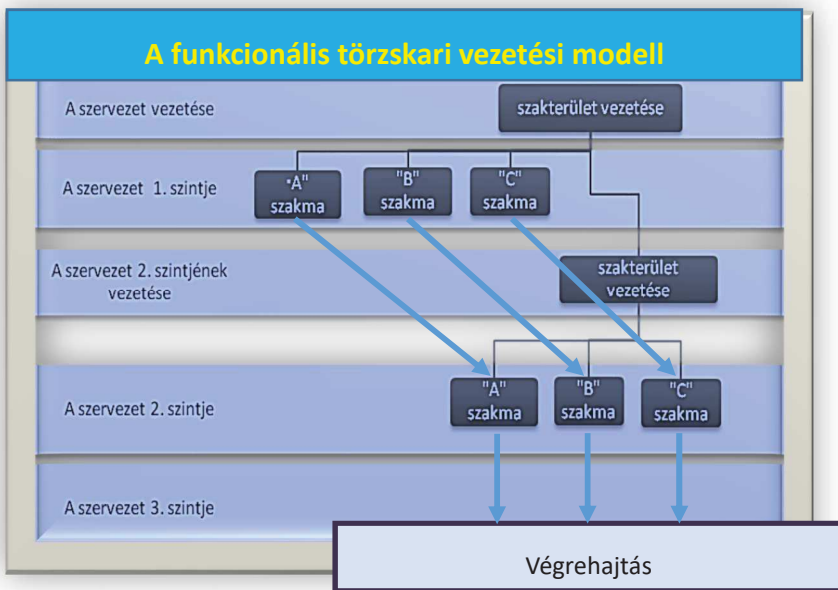 A funkcionális törzskari vezetési modell
A szervezet vezetése
szakterület vezetése
A szervezet 1. szintje
"A"
szakma
"B"
szakma
"C"
szakma
A szervezet 2. szintjének
vezetése
szakterület
vezetése
A szervezet 2. szintje
"A"
szakma
"B"
szakma
"C"
szakma
A szervezet 3. szintje
Végrehajtás